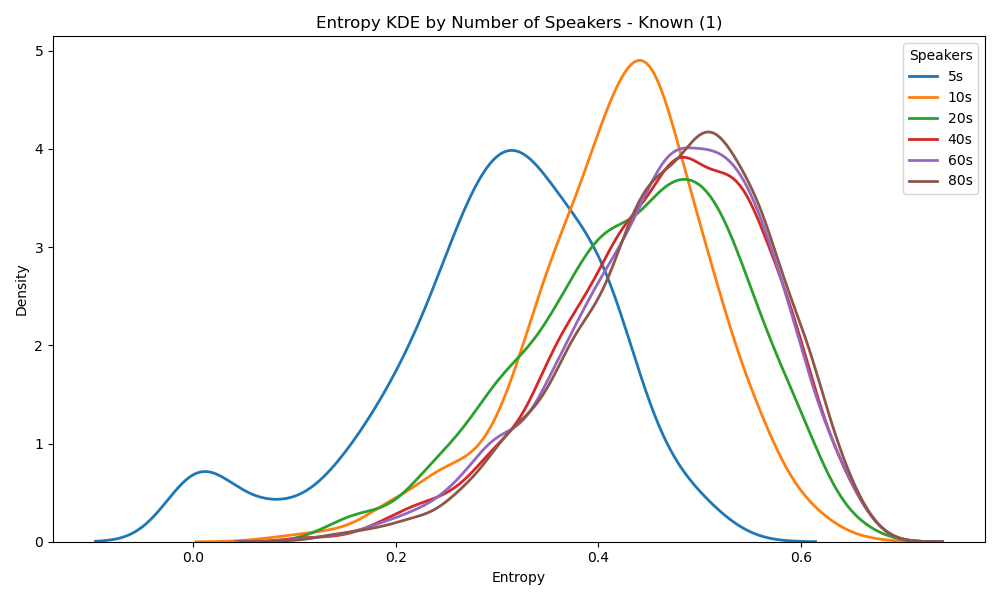 Entropy KDE by Number of Speakers - Known (1)
Speakers
5s
10s
20s
40s
60s
80s
Density
5
4
3
2
1
0
0.0 0.2 0.4 0.6
Entropy